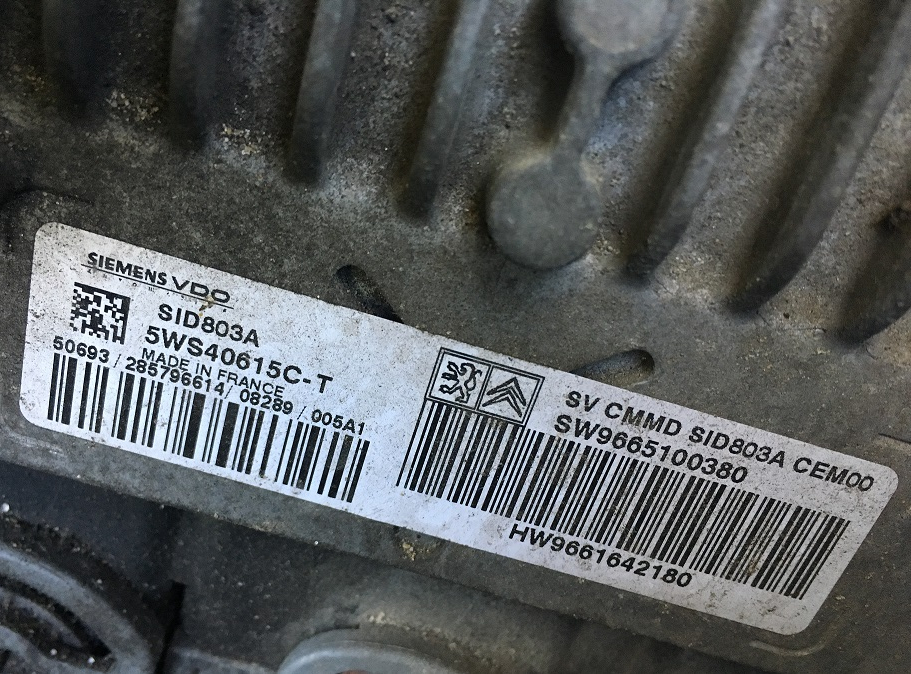 SIEMENS VDO
SID803A
5WS40615C-T
MADE IN FRANCE
50693 / 285796614 / 08289 / 005A1
SV CMMD SID803A CEM00
SW9665100380
HW9661642180